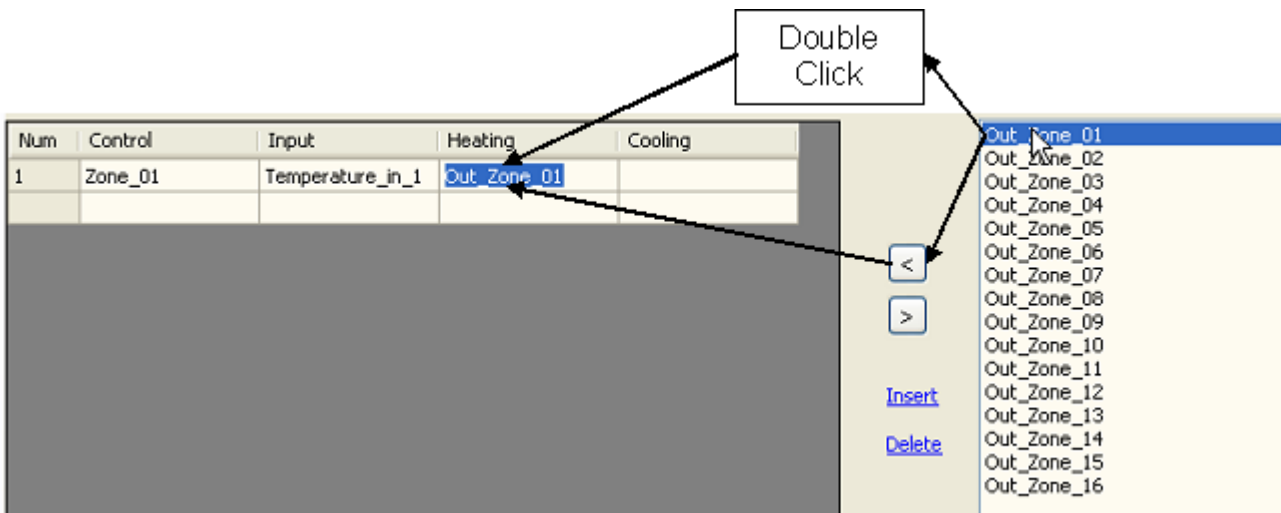 Double
Click
Num Control Input Heating Cooling
1 Zone_01 Temperature_in_1 Out_Zone_01
<
>
Insert
Delete
Out_Zone_01
Out_Zone_02
Out_Zone_03
Out_Zone_04
Out_Zone_05
Out_Zone_06
Out_Zone_07
Out_Zone_08
Out_Zone_09
Out_Zone_10
Out_Zone_11
Out_Zone_12
Out_Zone_13
Out_Zone_14
Out_Zone_15
Out_Zone_16